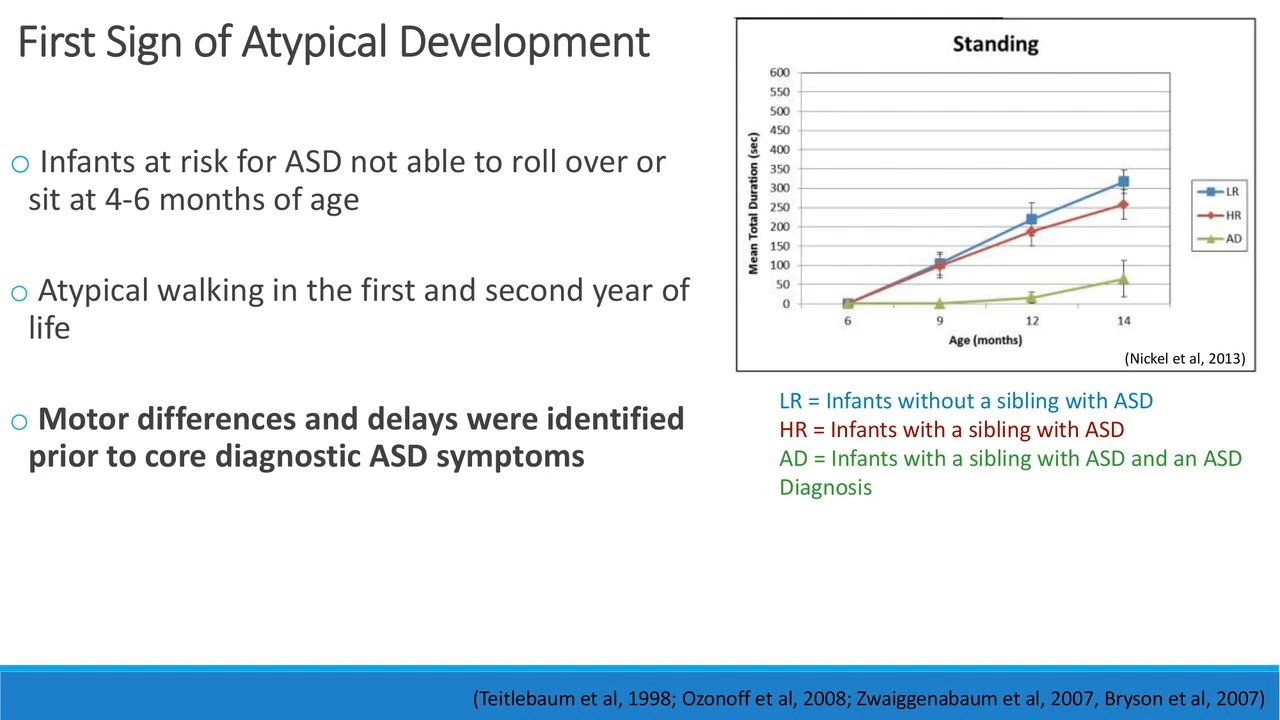 First Sign of Atypical Development
o Infants at risk for ASD not able to roll over or
sit at 4-6 months of age
o Atypical walking in the first and second year of
life
o Motor differences and delays were identified
prior to core diagnostic ASD symptoms
Standing
Mean Total Duration (sec)
600
550
500
450
400
350
300
250
200
150
100
50
0
6 9 12 14
Age (months)
LR
HR
AD
(Nickel et al, 2013)
LR = Infants without a sibling with ASD
HR = Infants with a sibling with ASD
AD = Infants with a sibling with ASD and an ASD
Diagnosis
(Teitlebaum et al, 1998; Ozonoff et al, 2008; Zwaiggenabaum et al, 2007, Bryson et al, 2007)